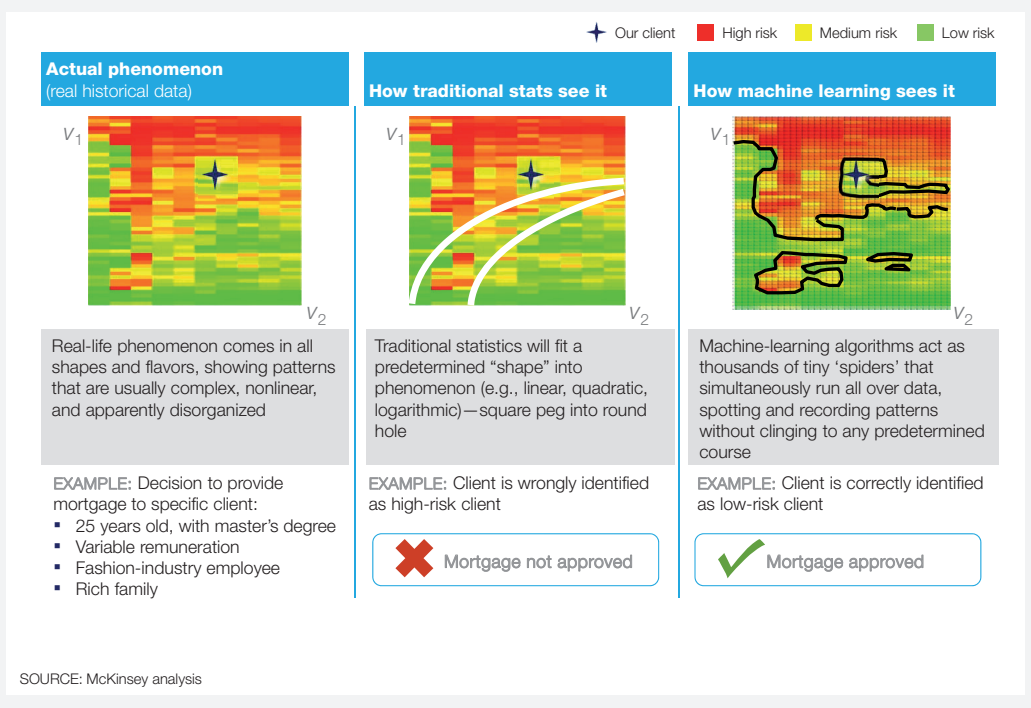 Our client
High risk
Medium risk
Low risk
Actual phenomenon
(real historical data)
V1
V2
Real-life phenomenon comes in all
shapes and flavors, showing patterns
that are usually complex, nonlinear,
and apparently disorganized
EXAMPLE: Decision to provide
mortgage to specific client:
▪ 25 years old, with master's degree
▪ Variable remuneration
▪ Fashion-industry employee
▪ Rich family
How traditional stats see it
V1
V2
Traditional statistics will fit a
predetermined “shape” into
phenomenon (e.g., linear, quadratic,
logarithmic)—square peg into round
hole
EXAMPLE: Client is wrongly identified
as high-risk client
Mortgage not approved
How machine learning sees it
V1
V2
Machine-learning algorithms act as
thousands of tiny ‘spiders’ that
simultaneously run all over data,
spotting and recording patterns
without clinging to any predetermined
course
EXAMPLE: Client is correctly identified
as low-risk client
Mortgage approved
SOURCE: McKinsey analysis